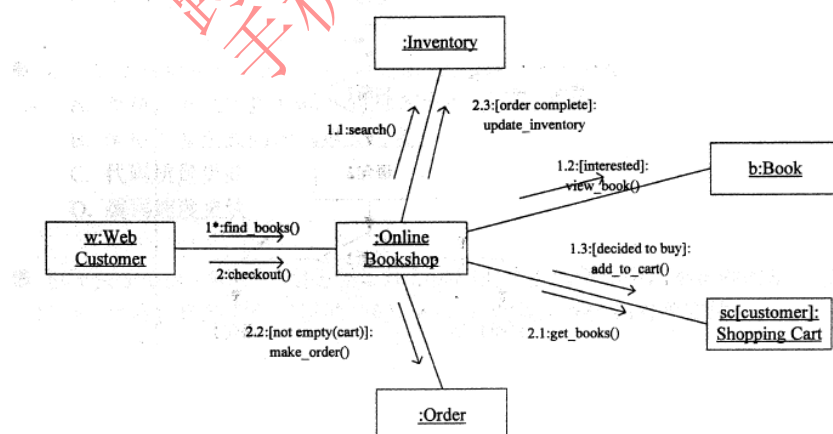 :Inventory
1.1:search()
2.3:[order complete]:
update_inventory
1.2:[interested]:
view_book()
b:Book
1*:find_books()
w:Web
Customer
2:checkout()
:Online
Bookshop
1.3:[decided to buy]:
add_to_cart()
sc[customer]:
Shopping Cart
2.1:get_books()
2.2:[not empty(cart)]:
make_order()
:Order